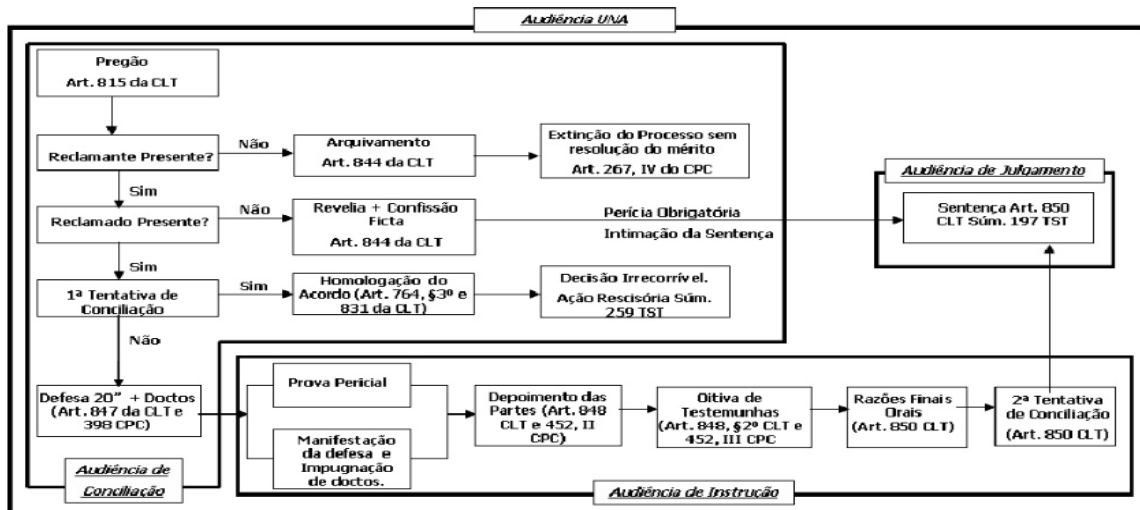 Audiência UNA
Pregão
Art. 815 da CLT
Reclamante Presente?
Não
Arquivamento
Art. 844 da CLT
Extinção do Processo sem
resolução do mérito
Art. 267, IV do CPC
Sim
Reclamado Presente?
Não
Revelia + Confissão
Ficta
Art. 844 da CLT
Perícia Obrigatória
Intimação da Sentença
Audiência de Julgamento
Sentença Art. 850
CLT Súm. 197 TST
Sim
1ª Tentativa de
Conciliação
Sim
Homologação do
Acordo (Art. 764, §3º e
831 da CLT)
Decisão Irrecorrível.
Ação Rescisória Súm.
259 TST
Não
Defesa 20” + Doctos
(Art. 847 da CLT e
398 CPC)
Audiência de
Conciliação
Prova Pericial
Manifestação
da defesa e
Impugnação
de doctos.
Depoimento das
Partes (Art. 848
CLT e 452, II
CPC)
Oitiva de
Testemunhas
(Art. 848, §2º CLT e
452, III CPC
Razões Finais
Orais
(Art. 850 CLT)
2ª Tentativa
de Conciliação
(Art. 850 CLT)
Audiência de Instrução